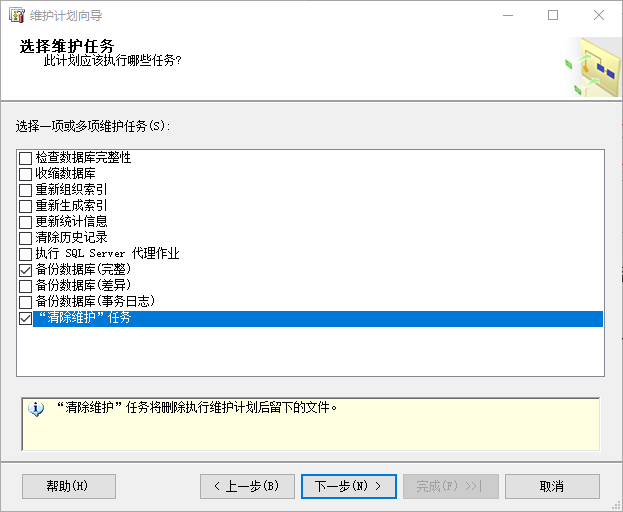 维护计划向导
选择维护任务
此计划应该执行哪些任务?
选择一项或多项维护任务(S):
检查数据库完整性
收缩数据库
重新组织索引
重新生成索引
更新统计信息
清除历史记录
执行 SQL Server 代理作业
备份数据库(完整)
备份数据库(差异)
备份数据库(事务日志)
“清除维护”任务
“清除维护”任务将删除执行维护计划后留下的文件。
帮助(H)
< 上一步(B)
下一步(N) >
完成(F) >>|
取消